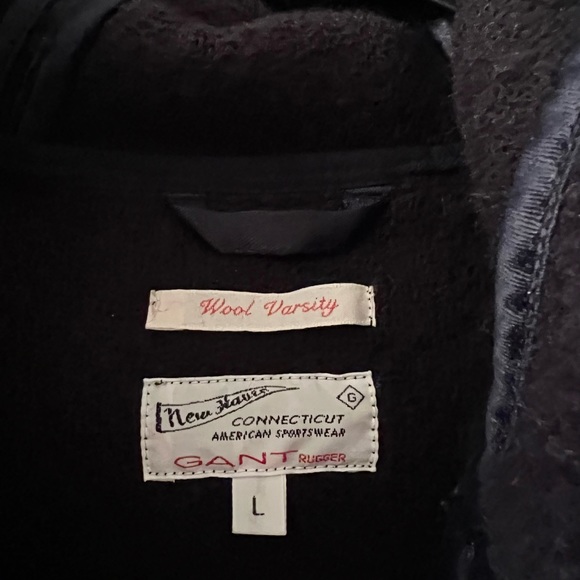 Wool Varsity
New Haven
G
CONNECTICUT
AMERICAN SPORTSWEAR
GANT RUGGER
L